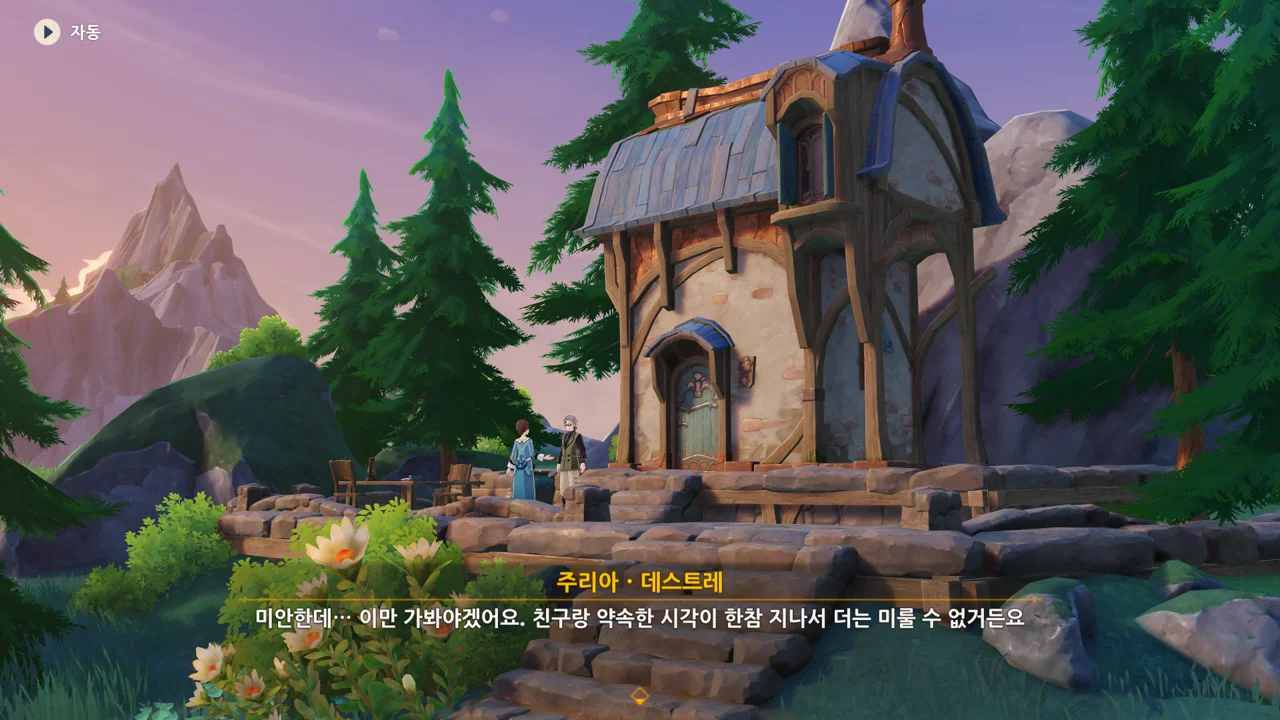 자동
주리아 · 데스트레
미안한데… 이만 가봐야겠어요. 친구랑 약속한 시각이 한참 지나서 더는 미룰 수 없거든요